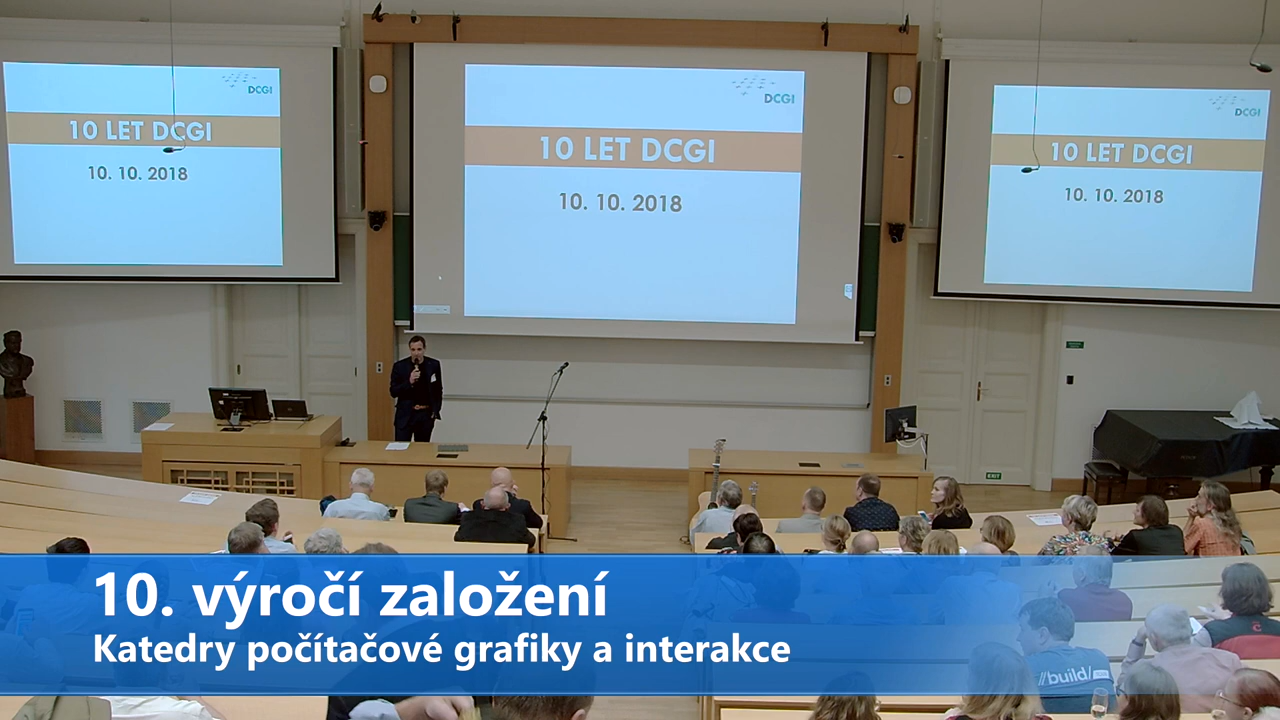 DCGI
10 LET DCGI
10. 10. 2018
DCGI
10 LET DCGI
10. 10. 2018
DCGI
10 LET DCGI
10. 10. 2018
EXIT
//build/
10. výročí založení
Katedry počítačové grafiky a interakce